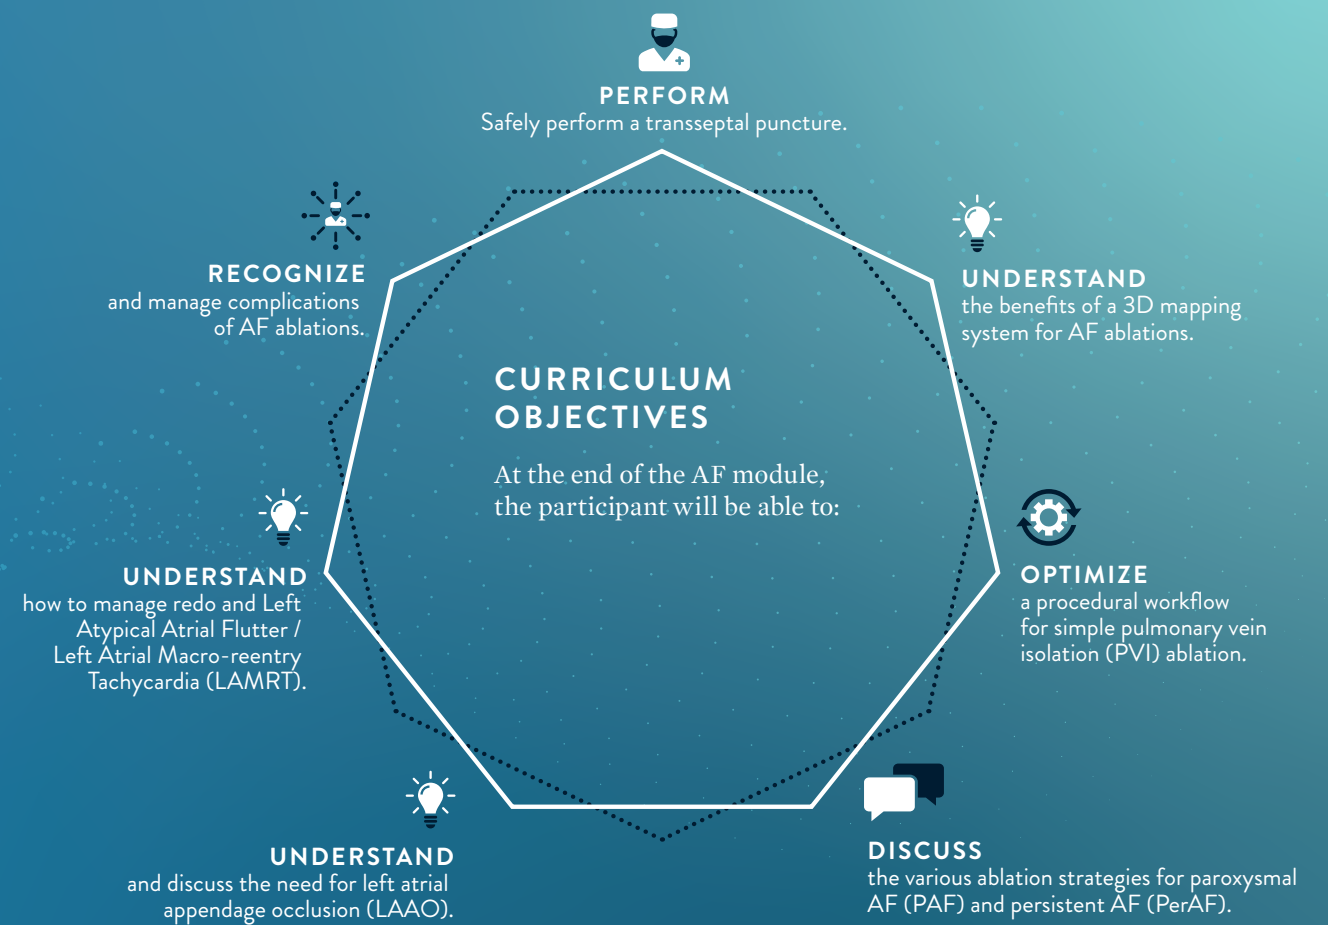 PERFORM
Safely perform a transseptal puncture.
RECOGNIZE
and manage complications
of AF ablations.
UNDERSTAND
the benefits of a 3D mapping
system for AF ablations.
CURRICULUM
OBJECTIVES
At the end of the AF module,
the participant will be able to:
UNDERSTAND
how to manage redo and Left
Atypical Atrial Flutter /
Left Atrial Macro-reentry
Tachycardia (LAMRT).
OPTIMIZE
a procedural workflow
for simple pulmonary vein
isolation (PVI) ablation.
UNDERSTAND
and discuss the need for left atrial
appendage occlusion (LAAO).
DISCUSS
the various ablation strategies for paroxysmal
AF (PAF) and persistent AF (PerAF).